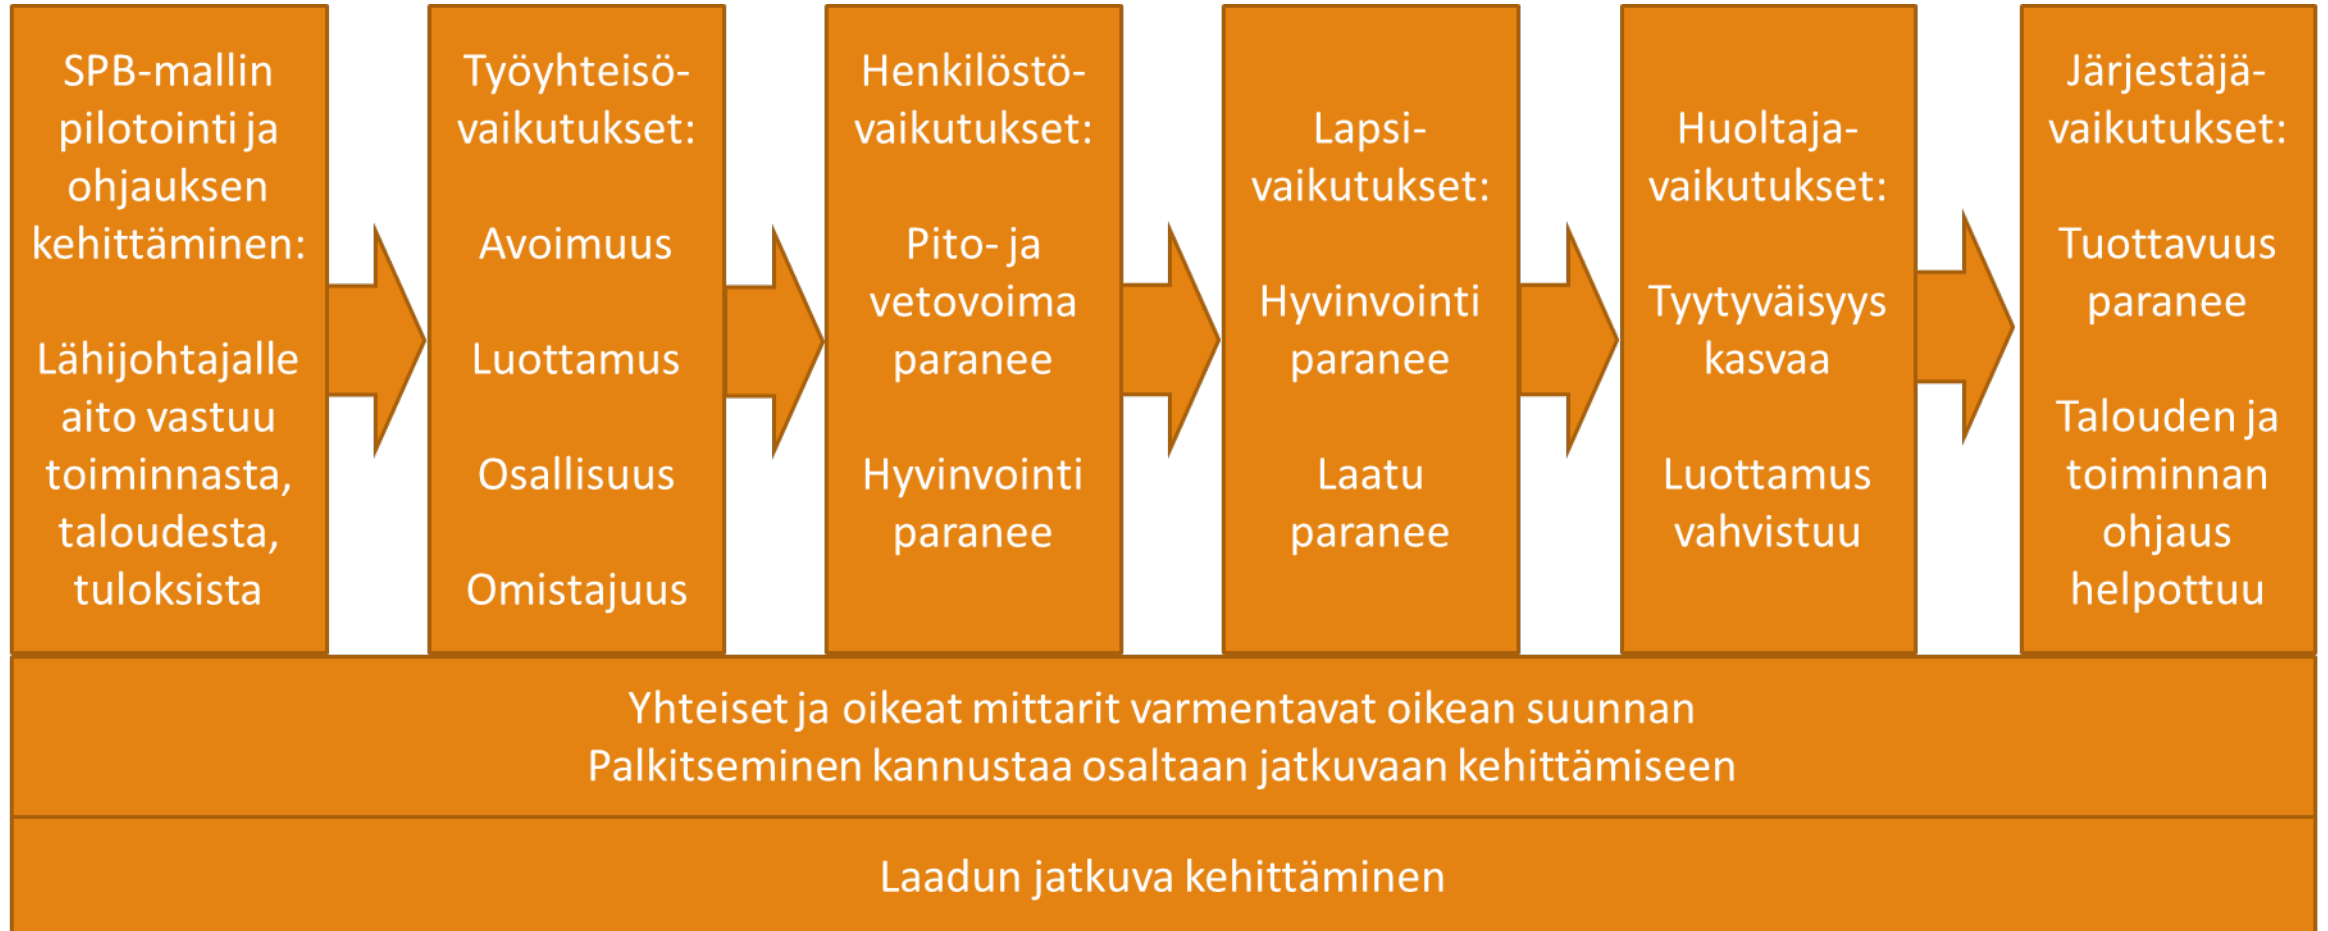 SPB-mallin
pilotointi ja
ohjauksen
kehittäminen:
Lähijohtajalle
aito vastuu
toiminnasta,
taloudesta,
tuloksista
Työyhteisö-
vaikutukset:
Avoimuus
Luottamus
Osallisuus
Omistajuus
Henkilöstö-
vaikutukset:
Pito- ja
vetovoima
paranee
Hyvinvointi
paranee
Lapsi-
vaikutukset:
Hyvinvointi
paranee
Laatu
paranee
Huoltaja-
vaikutukset:
Tyytyväisyys
kasvaa
Luottamus
vahvistuu
Järjestäjä-
vaikutukset:
Tuottavuus
paranee
Talouden ja
toiminnan
ohjaus
helpottuu
Yhteiset ja oikeat mittarit varmentavat oikean suunnan
Palkitseminen kannustaa osaltaan jatkuvaan kehittämiseen
Laadun jatkuva kehittäminen